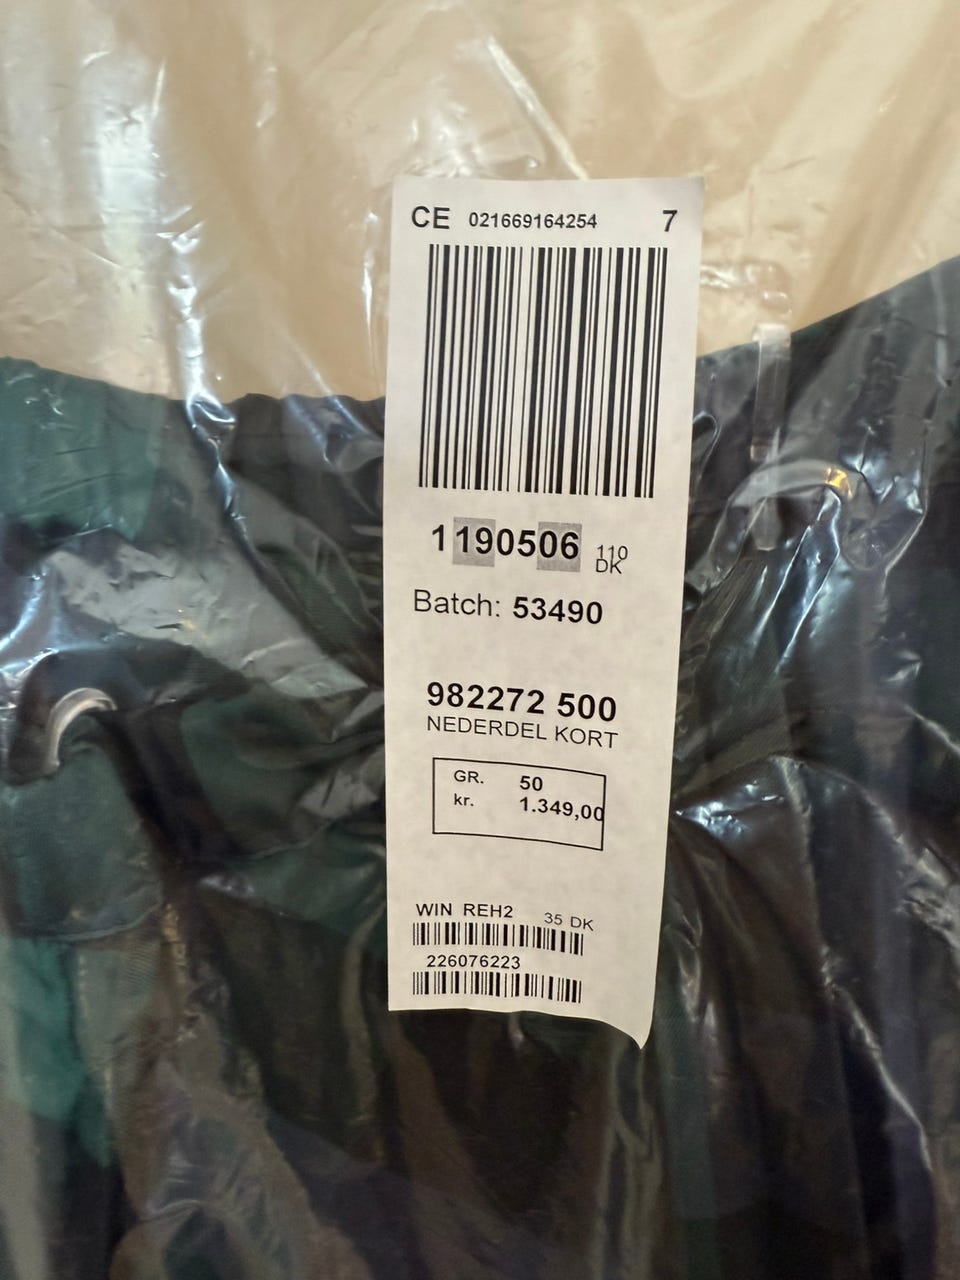 CE 021669164254 7
1190506 110
DK
Batch: 53490
982272 500
NEDERDEL KORT
GR. 50
kr. 1.349,00
WIN REH2 35 DK
226076223